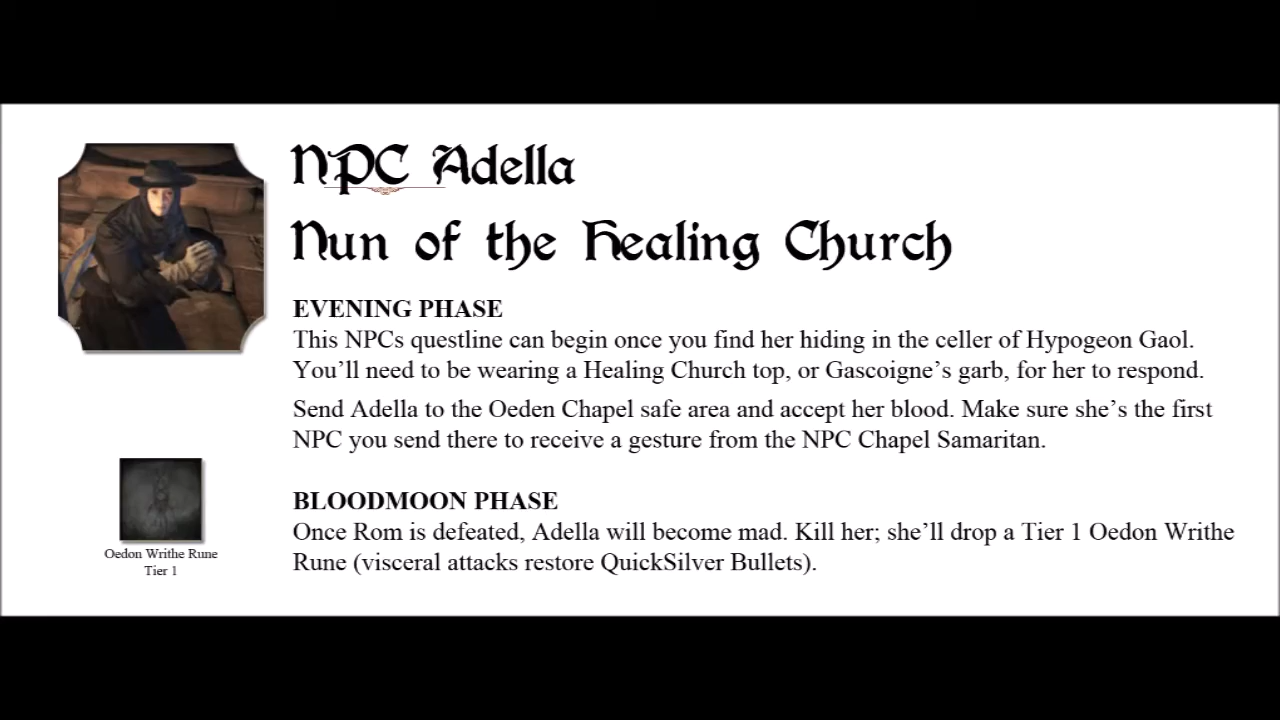 NPC Adella
Nun of the Healing Church
EVENING PHASE
This NPCs questline can begin once you find her hiding in the celler of Hypogeon Gaol.
You’ll need to be wearing a Healing Church top, or Gascoigne’s garb, for her to respond.
Send Adella to the Oeden Chapel safe area and accept her blood. Make sure she’s the first
NPC you send there to receive a gesture from the NPC Chapel Samaritan.
BLOODMOON PHASE
Once Rom is defeated, Adella will become mad. Kill her; she’ll drop a Tier 1 Oedon Writhe
Rune (visceral attacks restore QuickSilver Bullets).
Oedon Writhe Rune
Tier 1